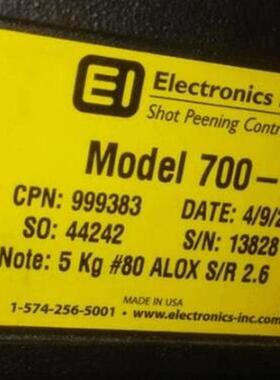 EI Electronics
Shot Peening Contr
Model 700-
CPN: 999383 DATE: 4/9/2
SO: 44242 S/N: 13828
Note: 5 Kg #80 ALOX S/R 2.6
MADE IN USA
1-574-256-5001 • www.electronics-inc.com